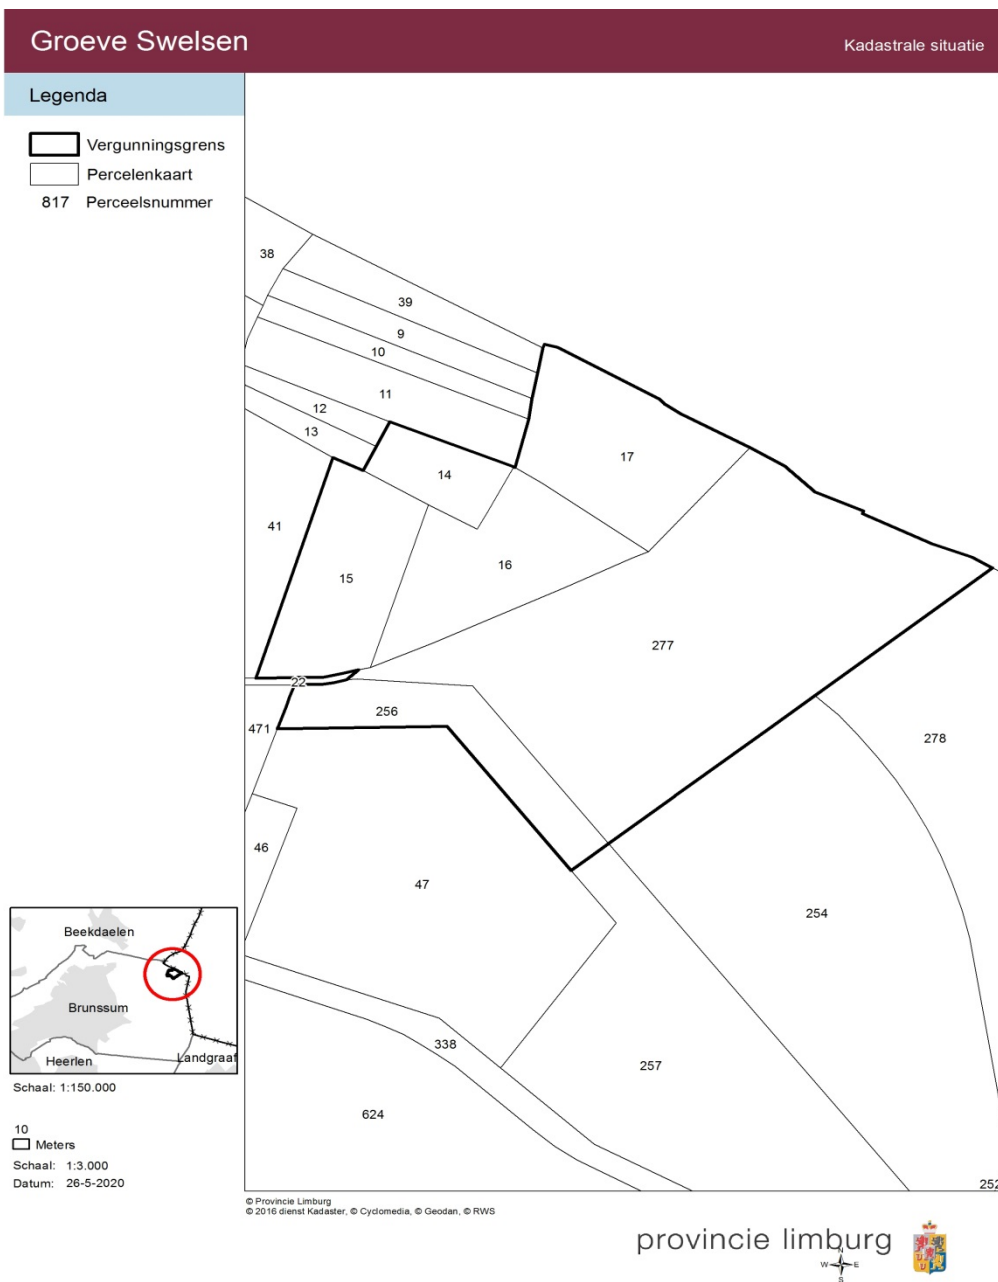 Groeve Swelsen
Kadastrale situatie
Legenda
Vergunningsgrens
Percelenkaart
817 Perceelsnummer
38
39
9
10
11
12
13
14
17
41
15
16
277
22
256
471
278
46
47
254
338
257
624
252
Beekdaelen
Brunssum
Heerlen
Landgraaf
Schaal: 1:150.000
10
Meters
Schaal: 1:3.000
Datum: 26-5-2020
© Provincie Limburg
© 2016 dienst Kadaster, © Cyclomedia, © Geodan, © RWS
provincie limburg
N
W E
S